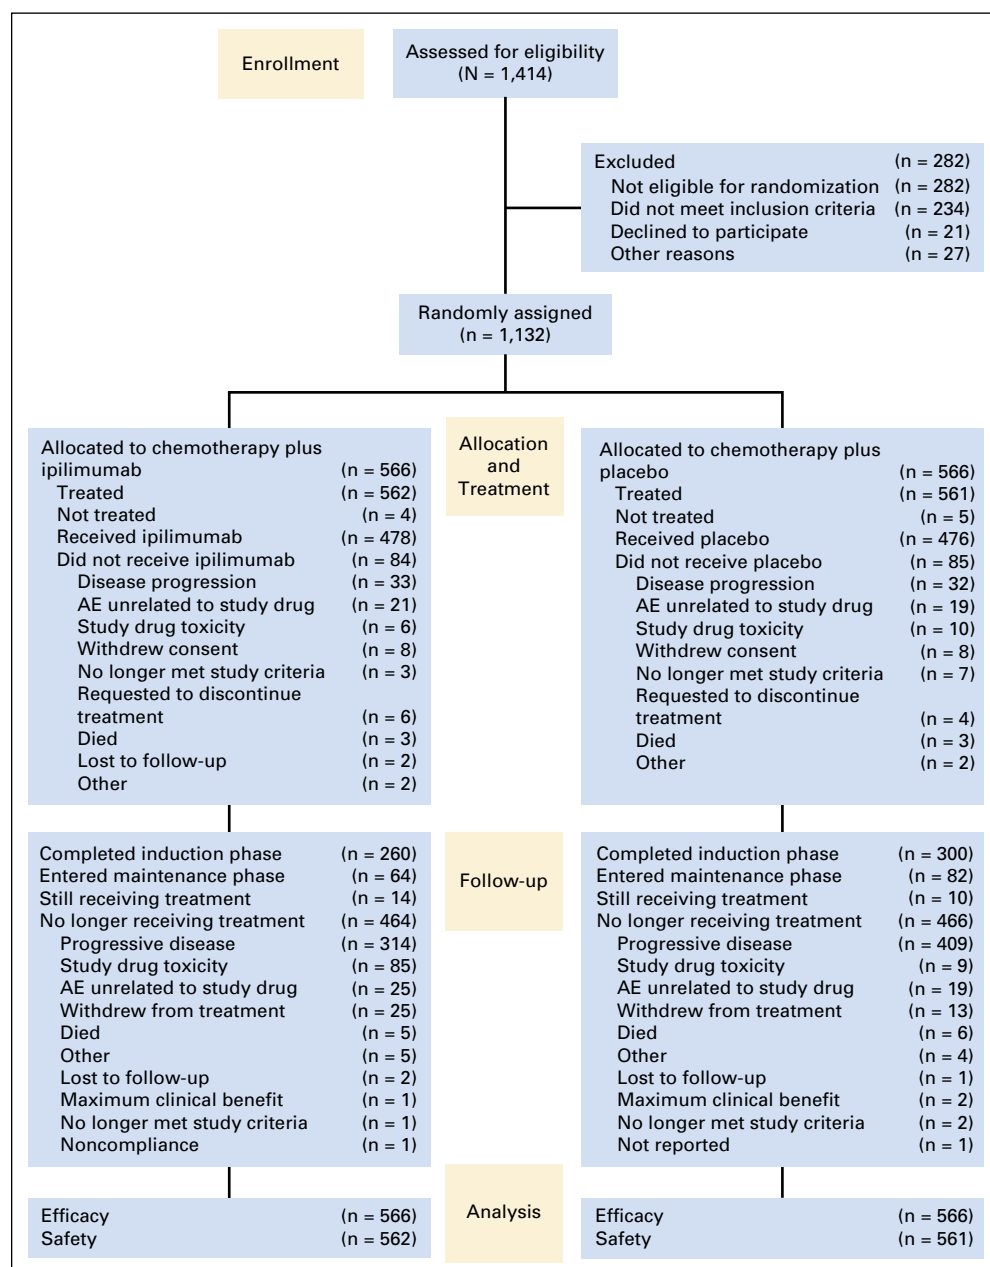 Enrollment
Assessed for eligibility
(N = 1,414)
Excluded (n = 282)
Not eligible for randomization (n = 282)
Did not meet inclusion criteria (n = 234)
Declined to participate (n = 21)
Other reasons (n = 27)
Randomly assigned
(n = 1,132)
Allocated to chemotherapy plus
ipilimumab (n = 566)
Treated (n = 562)
Not treated (n = 4)
Received ipilimumab (n = 478)
Did not receive ipilimumab (n = 84)
Disease progression (n = 33)
AE unrelated to study drug (n = 21)
Study drug toxicity (n = 6)
Withdrew consent (n = 8)
No longer met study criteria (n = 3)
Requested to discontinue
treatment (n = 6)
Died (n = 3)
Lost to follow-up (n = 2)
Other (n = 2)
Allocation
and
Treatment
Allocated to chemotherapy plus
placebo (n = 566)
Treated (n = 561)
Not treated (n = 5)
Received placebo (n = 476)
Did not receive placebo (n = 85)
Disease progression (n = 32)
AE unrelated to study drug (n = 19)
Study drug toxicity (n = 10)
Withdrew consent (n = 8)
No longer met study criteria (n = 7)
Requested to discontinue
treatment (n = 4)
Died (n = 3)
Other (n = 2)
Completed induction phase (n = 260)
Entered maintenance phase (n = 64)
Still receiving treatment (n = 14)
No longer receiving treatment (n = 464)
Progressive disease (n = 314)
Study drug toxicity (n = 85)
AE unrelated to study drug (n = 25)
Withdrew from treatment (n = 25)
Died (n = 5)
Other (n = 5)
Lost to follow-up (n = 2)
Maximum clinical benefit (n = 1)
No longer met study criteria (n = 1)
Noncompliance (n = 1)
Follow-up
Completed induction phase (n = 300)
Entered maintenance phase (n = 82)
Still receiving treatment (n = 10)
No longer receiving treatment (n = 466)
Progressive disease (n = 409)
Study drug toxicity (n = 9)
AE unrelated to study drug (n = 19)
Withdrew from treatment (n = 13)
Died (n = 6)
Other (n = 4)
Lost to follow-up (n = 1)
Maximum clinical benefit (n = 2)
No longer met study criteria (n = 2)
Not reported (n = 1)
Efficacy (n = 566)
Safety (n = 562)
Analysis
Efficacy (n = 566)
Safety (n = 561)